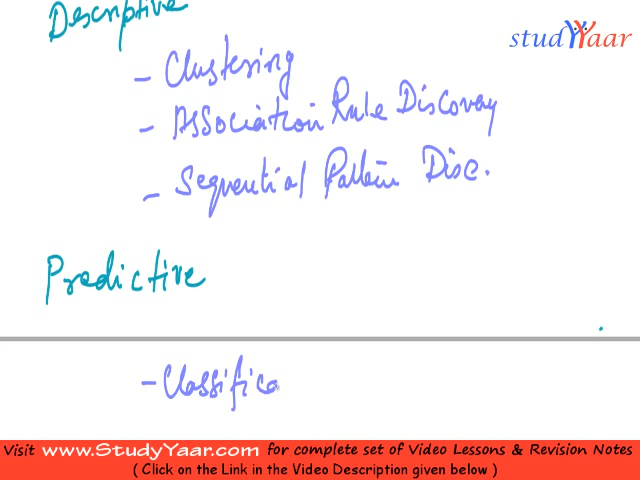 Descriptive
studYYaar
- Clustering
- Association Rule Discovery
- Sequential Pattern Disc.
Predictive
- Classifica
Visit www.StudyYaar.com for complete set of Video Lessons & Revision Notes
( Click on the Link in the Video Description given below )